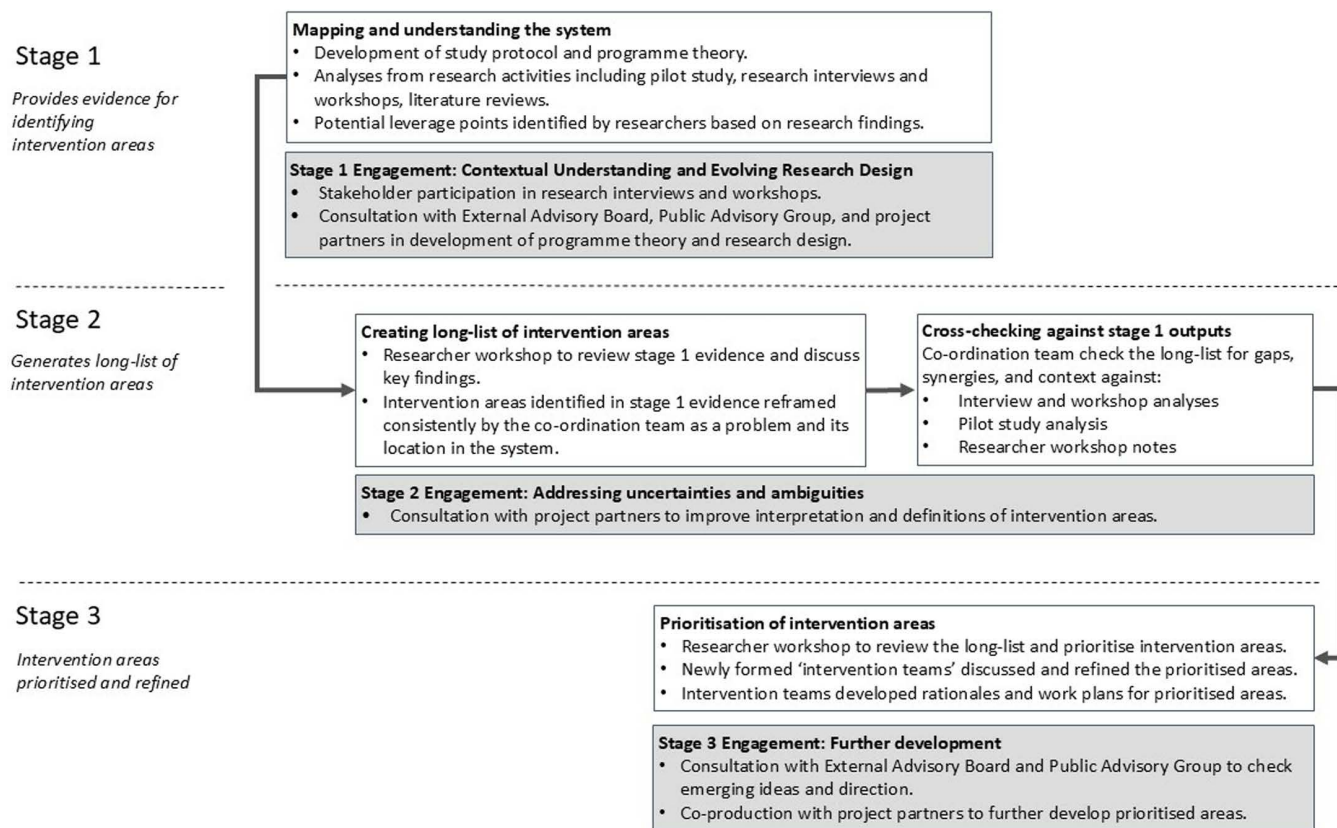 Stage 1
Provides evidence for
identifying
intervention areas
Mapping and understanding the system
• Development of study protocol and programme theory.
• Analyses from research activities including pilot study, research interviews and
workshops, literature reviews.
• Potential leverage points identified by researchers based on research findings.
Stage 1 Engagement: Contextual Understanding and Evolving Research Design
• Stakeholder participation in research interviews and workshops.
• Consultation with External Advisory Board, Public Advisory Group, and project
partners in development of programme theory and research design.
Stage 2
Generates long-list of
intervention areas
Creating long-list of intervention areas
• Researcher workshop to review stage 1 evidence and discuss
key findings.
• Intervention areas identified in stage 1 evidence reframed
consistently by the co-ordination team as a problem and its
location in the system.
Cross-checking against stage 1 outputs
Co-ordination team check the long-list for gaps,
synergies, and context against:
• Interview and workshop analyses
• Pilot study analysis
• Researcher workshop notes
Stage 2 Engagement: Addressing uncertainties and ambiguities
• Consultation with project partners to improve interpretation and definitions of intervention areas.
Stage 3
Intervention areas
prioritised and refined
Prioritisation of intervention areas
• Researcher workshop to review the long-list and prioritise intervention areas.
• Newly formed ‘intervention teams’ discussed and refined the prioritised areas.
• Intervention teams developed rationales and work plans for prioritised areas.
Stage 3 Engagement: Further development
• Consultation with External Advisory Board and Public Advisory Group to check
emerging ideas and direction.
• Co-production with project partners to further develop prioritised areas.